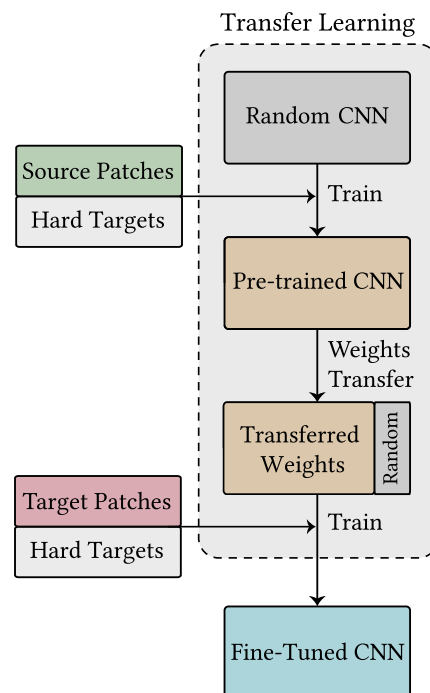 Transfer Learning
Random CNN
Source Patches
Hard Targets
Train
Pre-trained CNN
Weights
Transfer
Transferred
Weights
Random
Target Patches
Hard Targets
Train
Fine-Tuned CNN